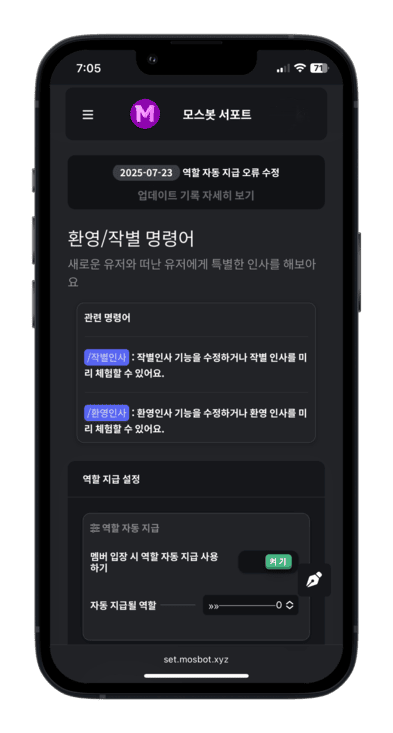 7:05
71
M 모스봇 서포트
2025-07-23 역할 자동 지급 오류 수정
업데이트 기록 자세히 보기
환영/작별 명령어
새로운 유저와 떠난 유저에게 특별한 인사를 해보아
요
관련 명령어
/작별인사 : 작별인사 기능을 수정하거나 작별 인사를 미
리 체험할 수 있어요.
/환영인사 : 환영인사 기능을 수정하거나 환영 인사를 미
리 체험할 수 있어요.
역할 지급 설정
역할 자동 지급
멤버 입장 시 역할 자동 지급 사용
하기
켜기
자동 지급될 역할 »»─────0
set.mosbot.xyz